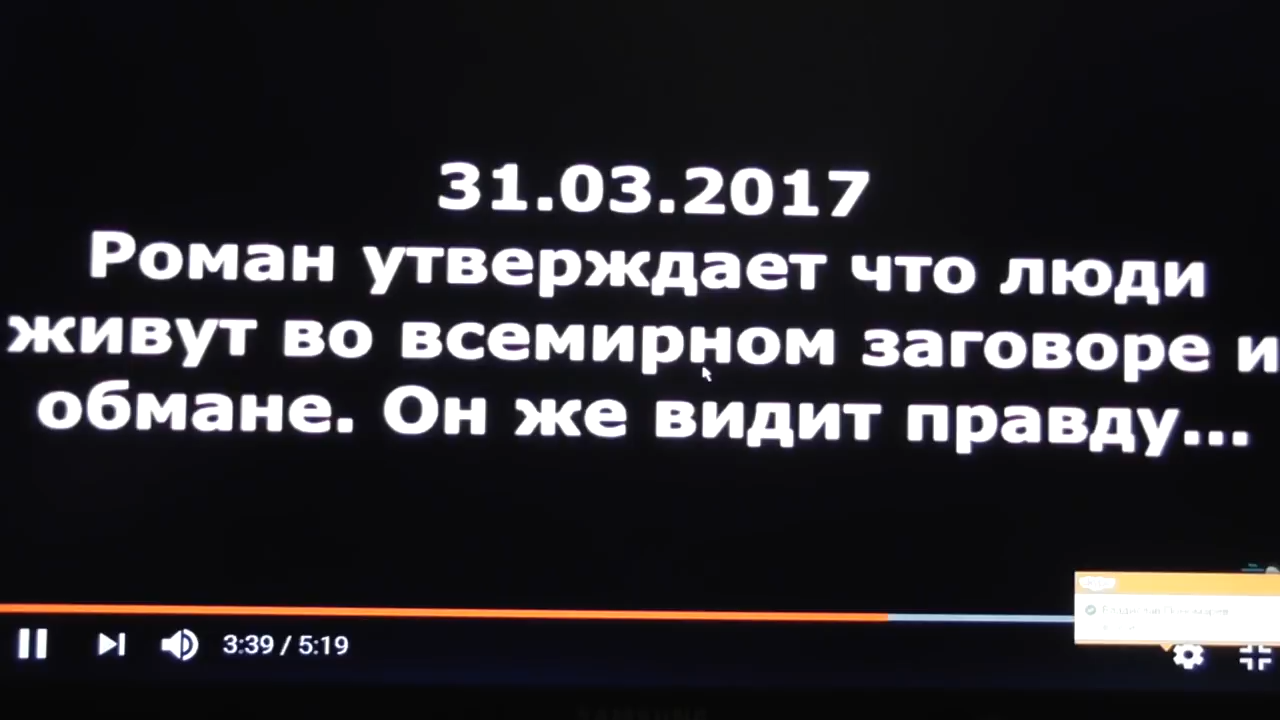 31.03.2017
Роман утверждает что люди
живут во всемирном заговоре и
обмане. Он же видит правду...
3:39 / 5:19